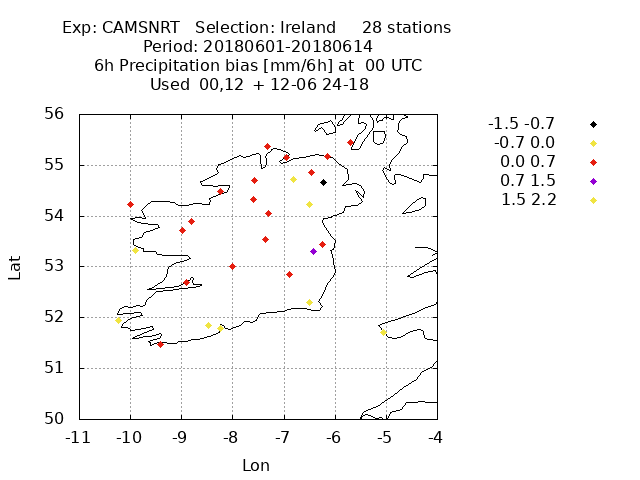 Exp: CAMSNRT   Selection: Ireland      28 stations
Period: 20180601-20180614
6h Precipitation bias [mm/6h] at  00 UTC
Used 00,12  + 12-06 24-18
-1.5 -0.7
-0.7 0.0
0.0 0.7
0.7 1.5
1.5 2.2
56
55
54
53
52
51
50
Lat
-11 -10 -9 -8 -7 -6 -5 -4
Lon